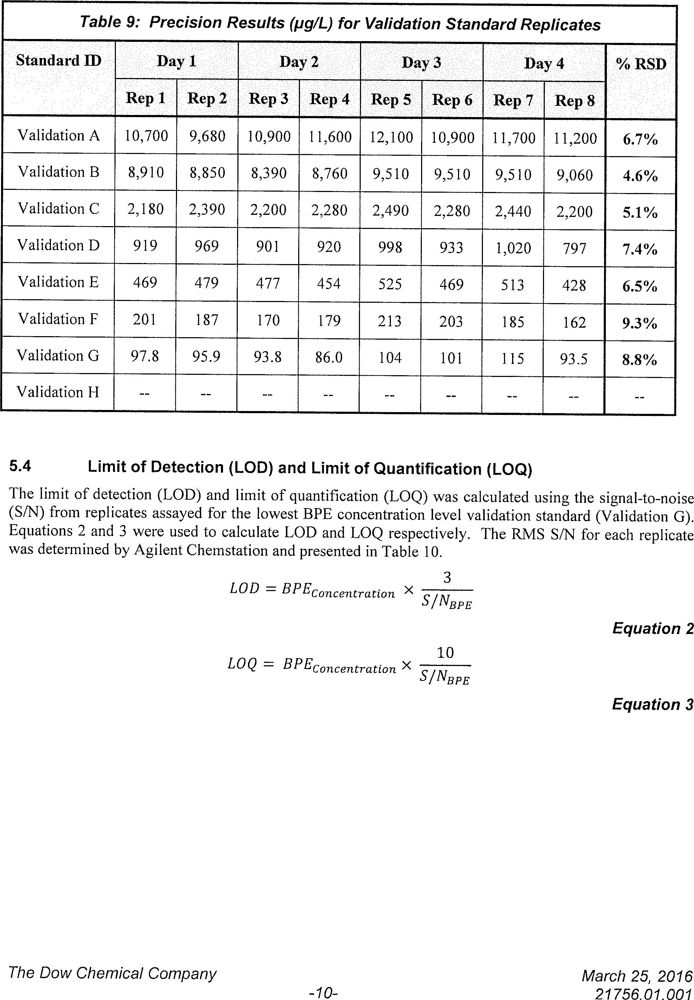 Table 9: Precision Results (µg/L) for Validation Standard Replicates
Standard ID Day 1 Day 2 Day 3 Day 4 % RSD
Rep 1 Rep 2 Rep 3 Rep 4 Rep 5 Rep 6 Rep 7 Rep 8
Validation A 10,700 9,680 10,900 11,600 12,100 10,900 11,700 11,200 6.7%
Validation B 8,910 8,850 8,390 8,760 9,510 9,510 9,510 9,060 4.6%
Validation C 2,180 2,390 2,200 2,280 2,490 2,280 2,440 2,200 5.1%
Validation D 919 969 901 920 998 933 1,020 797 7.4%
Validation E 469 479 477 454 525 469 513 428 6.5%
Validation F 201 187 170 179 213 203 185 162 9.3%
Validation G 97.8 95.9 93.8 86.0 104 101 115 93.5 8.8%
Validation H -- -- -- -- -- -- -- -- --
5.4 Limit of Detection (LOD) and Limit of Quantification (LOQ)
The limit of detection (LOD) and limit of quantification (LOQ) was calculated using the signal-to-noise
(S/N) from replicates assayed for the lowest BPE concentration level validation standard (Validation G).
Equations 2 and 3 were used to calculate LOD and LOQ respectively. The RMS S/N for each replicate
was determined by Agilent Chemstation and presented in Table 10.
LOD = BPE_Concentration × 3 / S/N_BPE
Equation 2
LOQ = BPE_Concentration × 10 / S/N_BPE
Equation 3
The Dow Chemical Company
March 25, 2016
-10-
21756.01.001